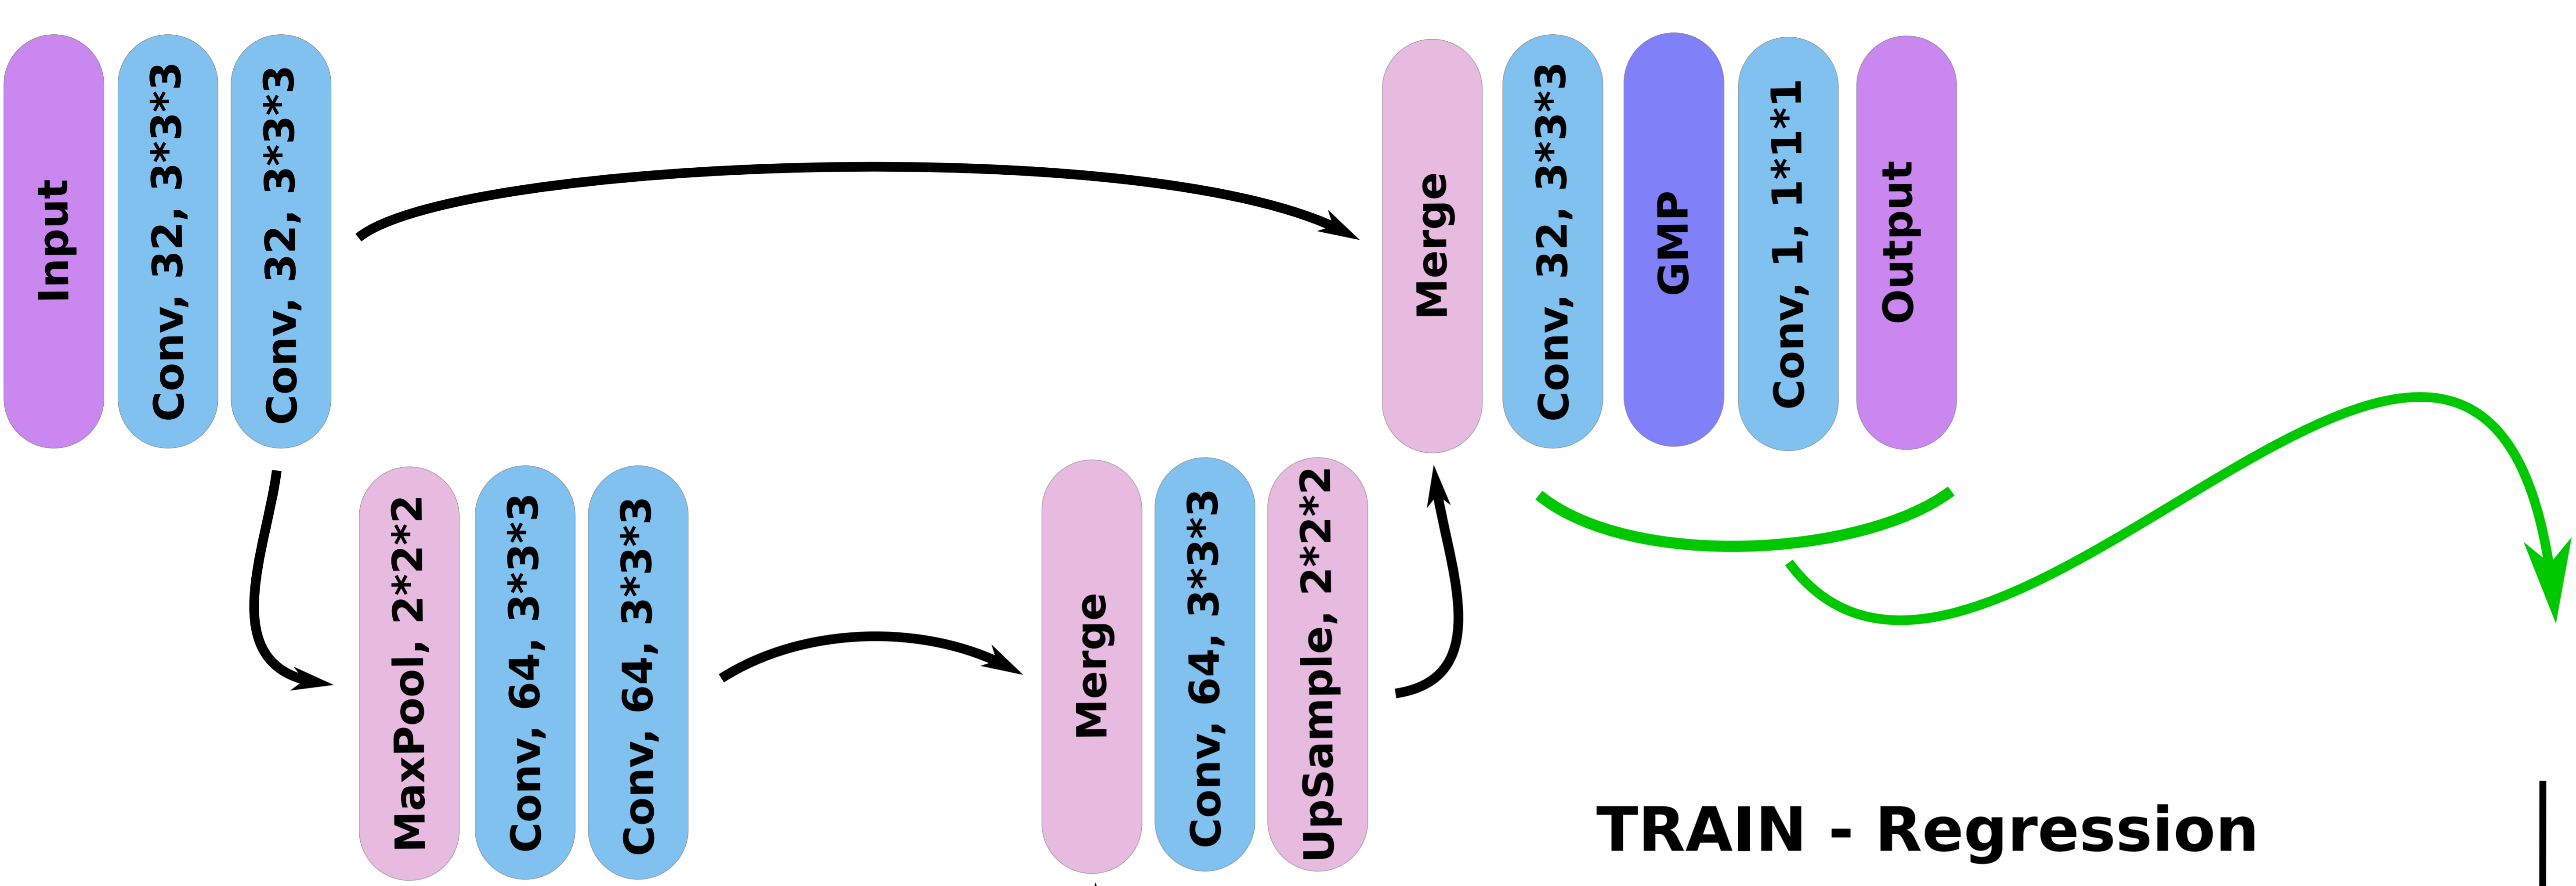 Input
Conv, 32, 3*3*3
Conv, 32, 3*3*3
Merge
Conv, 32, 3*3*3
GMP
Conv, 1, 1*1*1
Output
MaxPool, 2*2*2
Conv, 64, 3*3*3
Conv, 64, 3*3*3
Merge
Conv, 64, 3*3*3
UpSample, 2*2*2
TRAIN - Regression